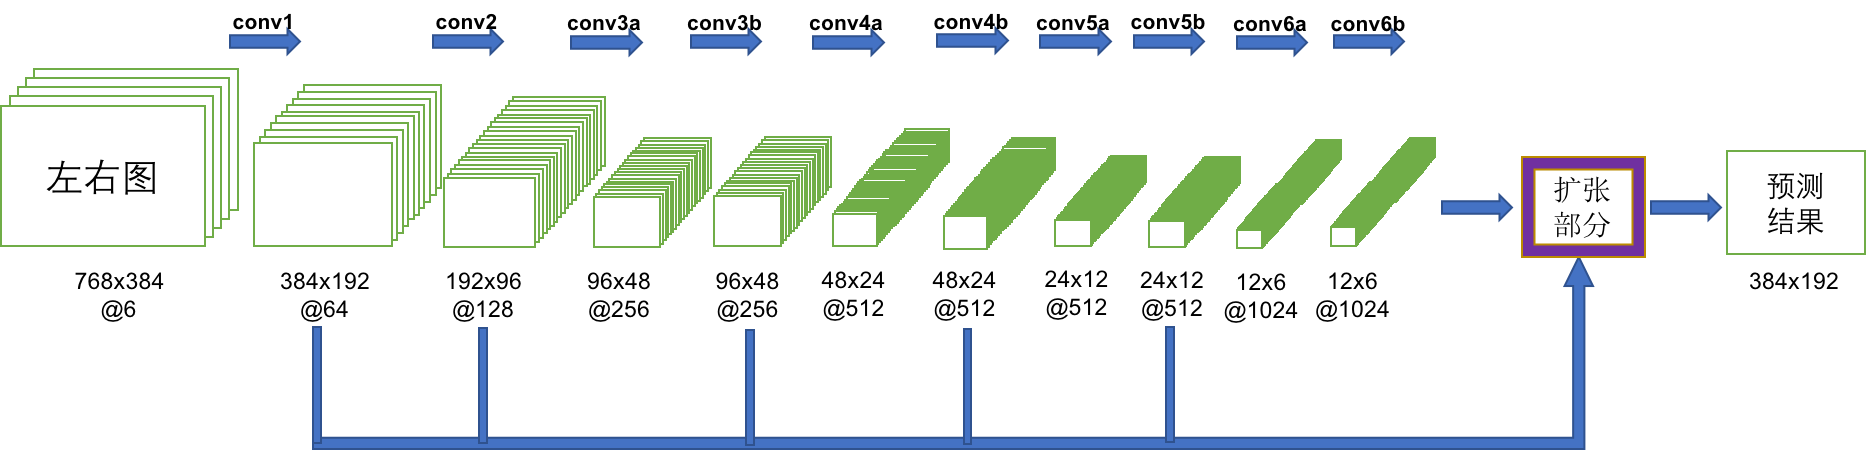 conv1
conv2
conv3a
conv3b
conv4a
conv4b
conv5a
conv5b
conv6a
conv6b
左右图
扩张
部分
预测
结果
768x384
@6
384x192
@64
192x96
@128
96x48
@256
96x48
@256
48x24
@512
48x24
@512
24x12
@512
24x12
@512
12x6
@1024
12x6
@1024
384x192